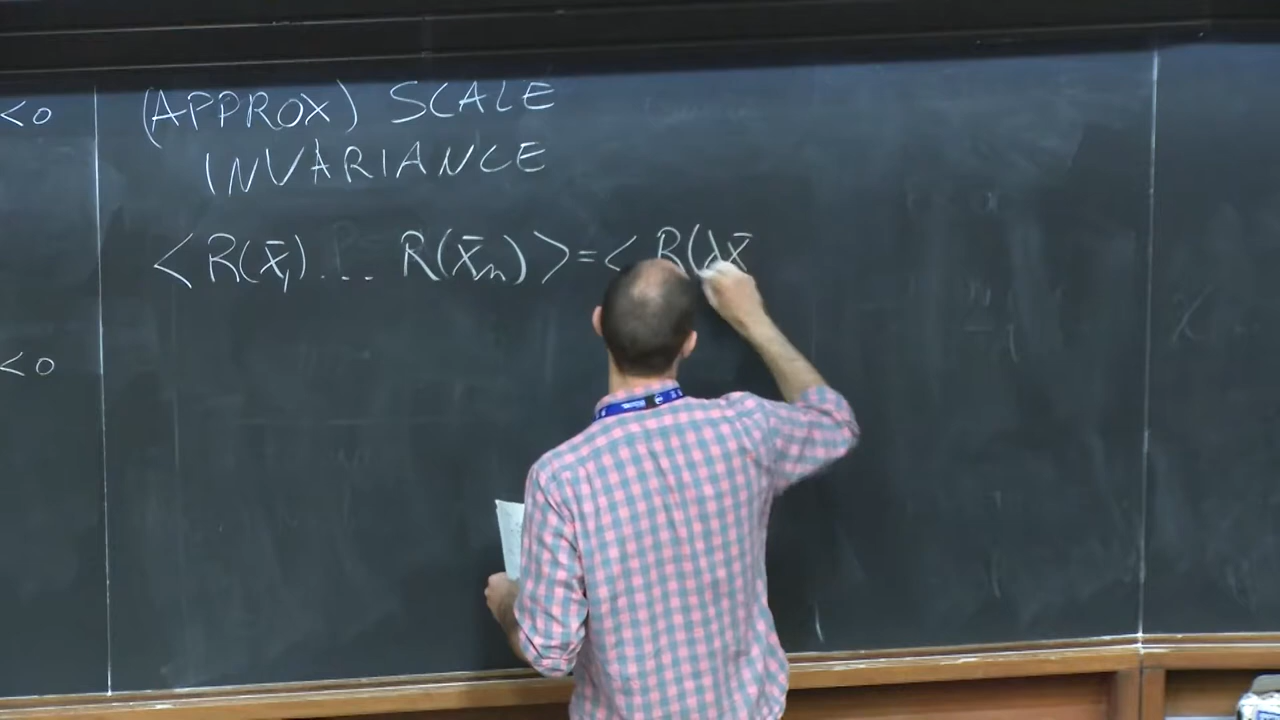 <0
(APPROX) SCALE
INVARIANCE
<R(x̄₁)... R(x̄ₙ)>=<R(λx̄
<0